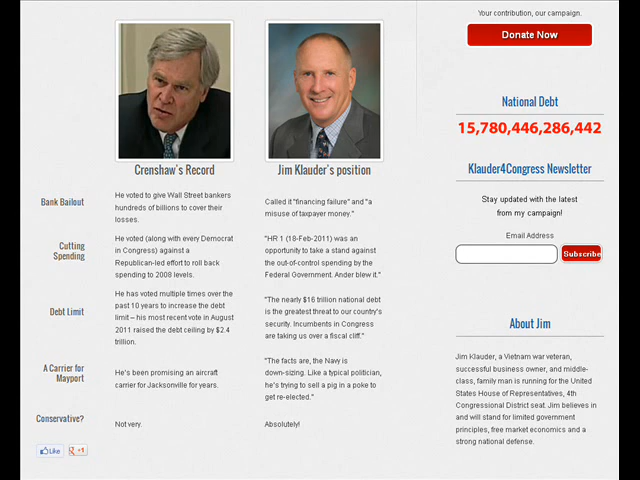 Your contribution, our campaign.
Donate Now
National Debt
15,780,446,286,442
Klauder4Congress Newsletter
Stay updated with the latest
from my campaign!
Email Address
Subscribe
About Jim
Jim Klauder, a Vietnam war veteran,
successful business owner, and middle-
class, family man is running for the United
States House of Representatives, 4th
Congressional District seat. Jim believes in
and will stand for limited government
principles, free market economics and a
strong national defense.
Crenshaw's Record
Jim Klauder's position
Bank Bailout
He voted to give Wall Street bankers
hundreds of billions to cover their
losses.
Called it "financing failure" and "a
misuse of taxpayer money."
Cutting
Spending
He voted (along with every Democrat
in Congress) against a
Republican-led effort to roll back
spending to 2008 levels.
"HR 1 (18-Feb-2011) was an
opportunity to take a stand against
the out-of-control spending by the
Federal Government. Ander blew it."
Debt Limit
He has voted multiple times over the
past 10 years to increase the debt
limit – his most recent vote in August
2011 raised the debt ceiling by $2.4
trillion.
"The nearly $16 trillion national debt
is the greatest threat to our country's
security. Incumbents in Congress
are taking us over a fiscal cliff."
A Carrier for
Mayport
He's been promising an aircraft
carrier for Jacksonville for years.
"The facts are, the Navy is
down-sizing. Like a typical politician,
he's trying to sell a pig in a poke to
get re-elected."
Conservative?
Not very.
Absolutely!
Like
+1